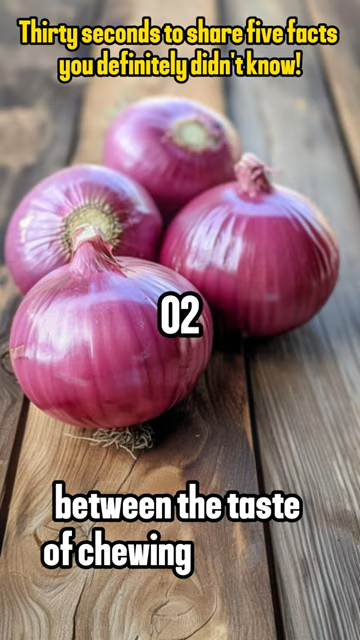 Thirty seconds to share five facts
you definitely didn't know!
02
between the taste
of chewing